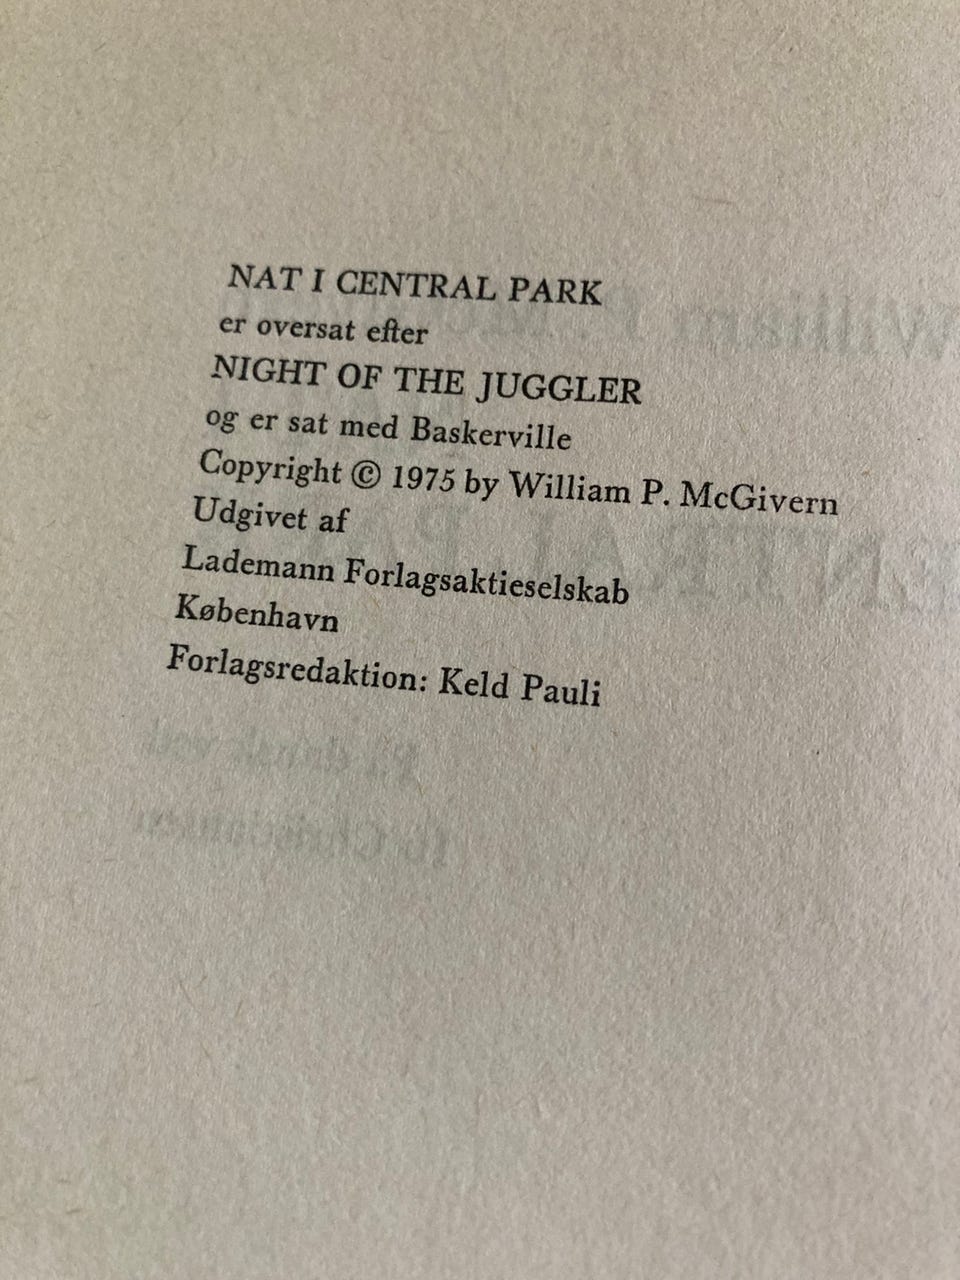 NAT I CENTRAL PARK
er oversat efter
NIGHT OF THE JUGGLER
og er sat med Baskerville
Copyright © 1975 by William P. McGivern
Udgivet af
Lademann Forlagsaktieselskab
København
Forlagsredaktion: Keld Pauli